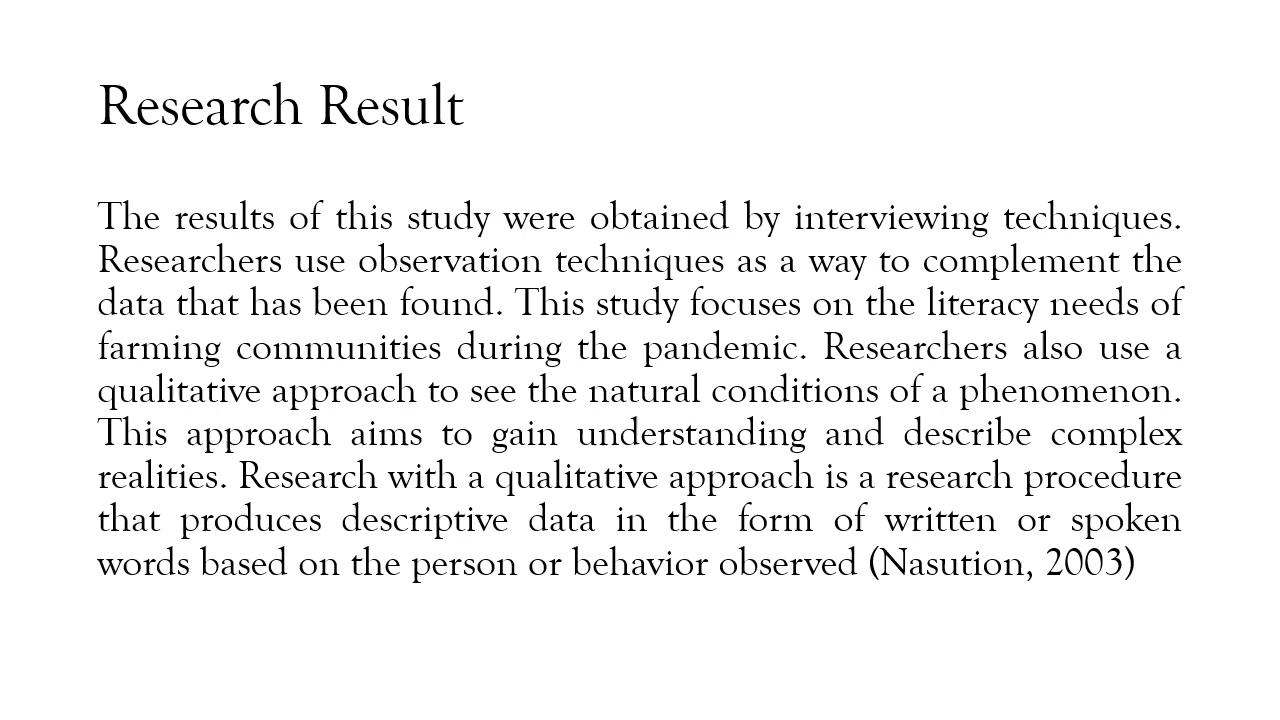 Research Result
The results of this study were obtained by interviewing techniques.
Researchers use observation techniques as a way to complement the
data that has been found. This study focuses on the literacy needs of
farming communities during the pandemic. Researchers also use a
qualitative approach to see the natural conditions of a phenomenon.
This approach aims to gain understanding and describe complex
realities. Research with a qualitative approach is a research procedure
that produces descriptive data in the form of written or spoken
words based on the person or behavior observed (Nasution, 2003)